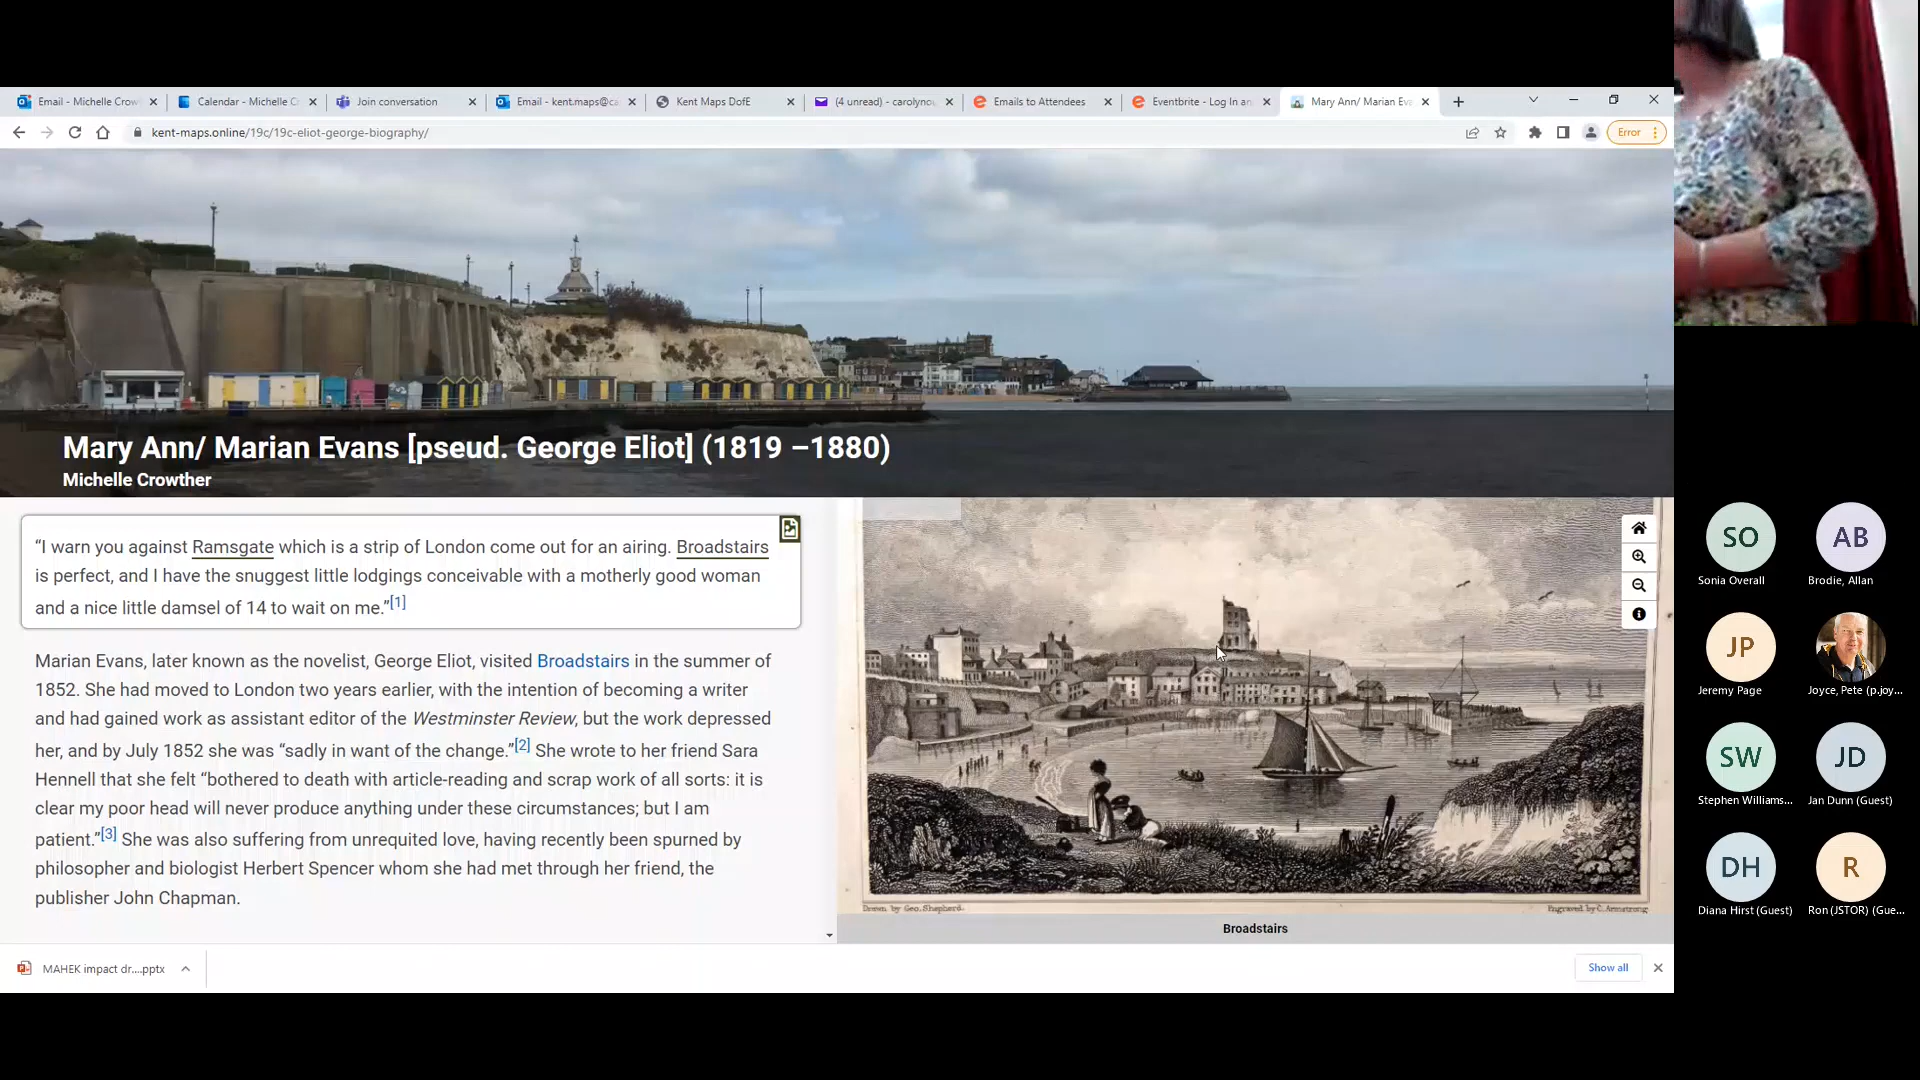 Email - Michelle Crow
Calendar - Michelle C
Join conversation
Email - kent.maps@ca
Kent Maps DofE
(4 unread) - carolynou
Emails to Attendees
Eventbrite - Log In an
Mary Ann/ Marian Eva
kent-maps.online/19c/19c-eliot-george-biography/
Error
Mary Ann/ Marian Evans [pseud. George Eliot] (1819 –1880)
Michelle Crowther
“I warn you against Ramsgate which is a strip of London come out for an airing. Broadstairs
is perfect, and I have the snuggest little lodgings conceivable with a motherly good woman
and a nice little damsel of 14 to wait on me.”[1]
Marian Evans, later known as the novelist, George Eliot, visited Broadstairs in the summer of
1852. She had moved to London two years earlier, with the intention of becoming a writer
and had gained work as assistant editor of the Westminster Review, but the work depressed
her, and by July 1852 she was “sadly in want of the change.”[2] She wrote to her friend Sara
Hennell that she felt “bothered to death with article-reading and scrap work of all sorts: it is
clear my poor head will never produce anything under these circumstances; but I am
patient.”[3] She was also suffering from unrequited love, having recently been spurned by
philosopher and biologist Herbert Spencer whom she had met through her friend, the
publisher John Chapman.
Drawn by Geo. Shepherd.
Engraved by C. Armstrong
Broadstairs
MAHEK impact dr....pptx
Show all
SO
Sonia Overall
AB
Brodie, Allan
JP
Jeremy Page
Joyce, Pete (p.joy...
SW
Stephen Williams...
JD
Jan Dunn (Guest)
DH
Diana Hirst (Guest)
R
Ron (JSTOR) (Gue...